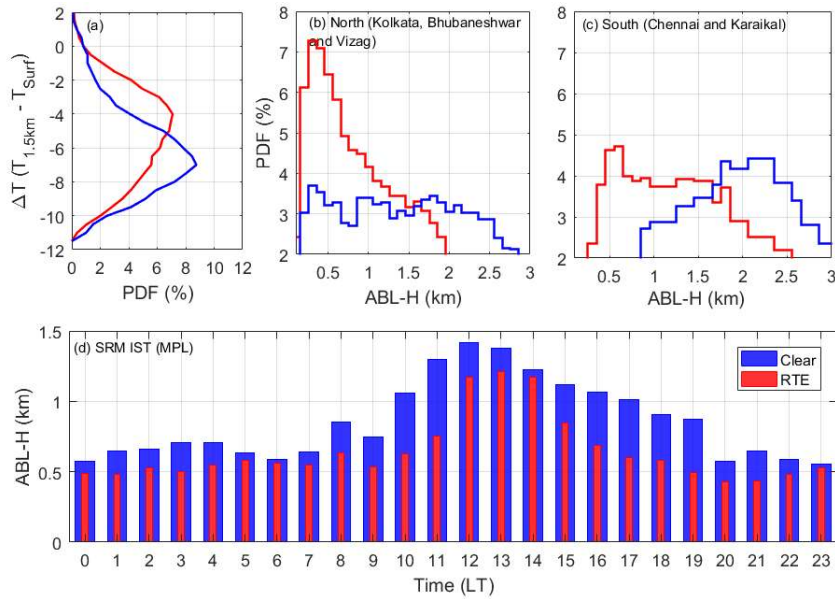 (a)
2
0
-2
-4
-6
-8
-10
-12
ΔT (T1.5km - TSurf)
0 2 4 6 8 10 12
PDF (%)
(b) North (Kolkata, Bhubaneshwar
and Vizag)
8
7
6
5
4
3
2
PDF (%)
0.5 1 1.5 2 2.5 3
ABL-H (km)
(c) South (Chennai and Karaikal)
8
7
6
5
4
3
2
0.5 1 1.5 2 2.5 3
ABL-H (km)
(d) SRM IST (MPL)
1.5
1
0.5
0
ABL-H (km)
Clear
RTE
0 1 2 3 4 5 6 7 8 9 10 11 12 13 14 15 16 17 18 19 20 21 22 23
Time (LT)